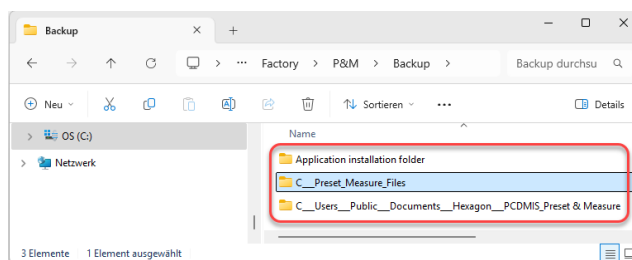 Backup
Factory > P&M > Backup >
Backup durchsu
Neu
Sortieren
Details
OS (C:)
Netzwerk
Name
Application installation folder
C__Preset_Measure_Files
C__Users__Public__Documents__Hexagon__PCDMIS_Preset & Measure
3 Elemente 1 Element ausgewählt